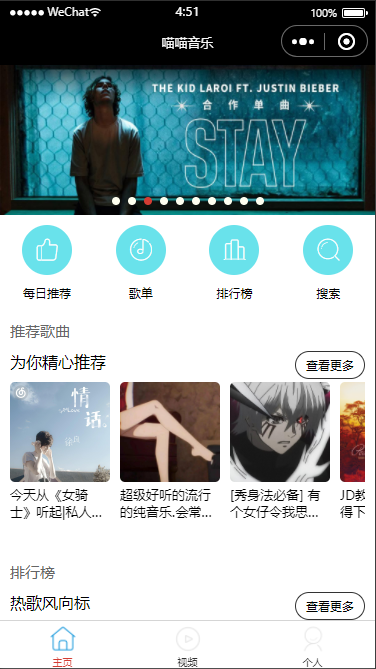 WeChat
4:51
100%
喵喵音乐
THE KID LAROI FT. JUSTIN BIEBER
合作单曲
STAY
每日推荐
歌单
排行榜
搜索
推荐歌曲
为你精心推荐
查看更多
情话
今天从《女骑
士》听起|私人...
超级好听的流行
的纯音乐,会常...
[秀身法必备] 有
个女仔令我思...
JD教
得下
排行榜
热歌风向标
查看更多
主页
视频
个人